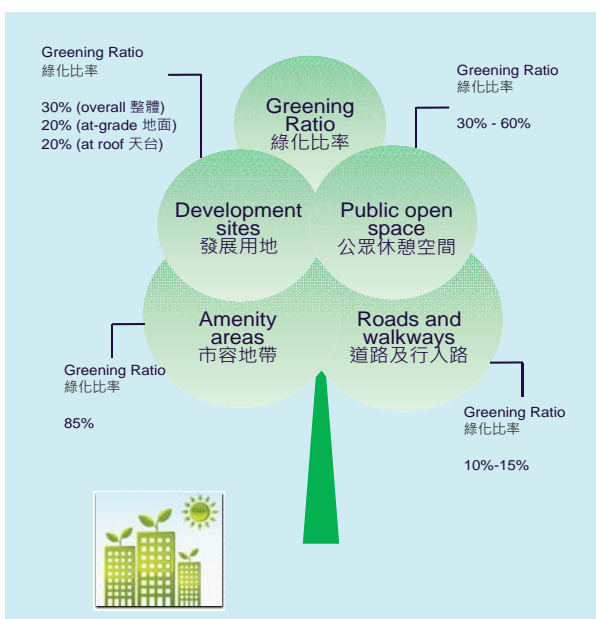 Greening Ratio
綠化比率
30% (overall 整體)
20% (at-grade 地面)
20% (at roof 天台)
Greening
Ratio
綠化比率
Greening Ratio
綠化比率
30% - 60%
Development
sites
發展用地
Public open
space
公眾休憩空間
Amenity
areas
市容地帶
Roads and
walkways
道路及行人路
Greening Ratio
綠化比率
85%
Greening Ratio
綠化比率
10%-15%